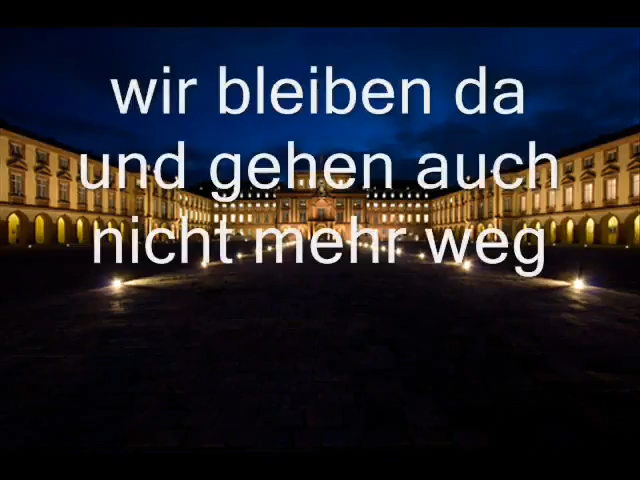 wir bleiben da
und gehen auch
nicht mehr weg